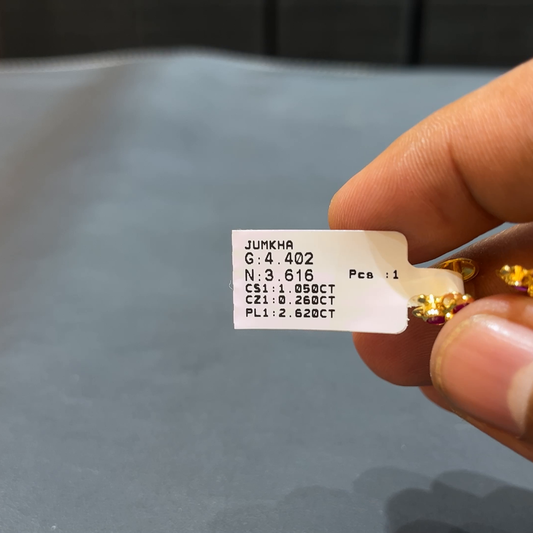 JUMKHA
G:4.402
N:3.616 Pcs :1
CS1:1.050CT
CZ1:0.260CT
PL1:2.620CT